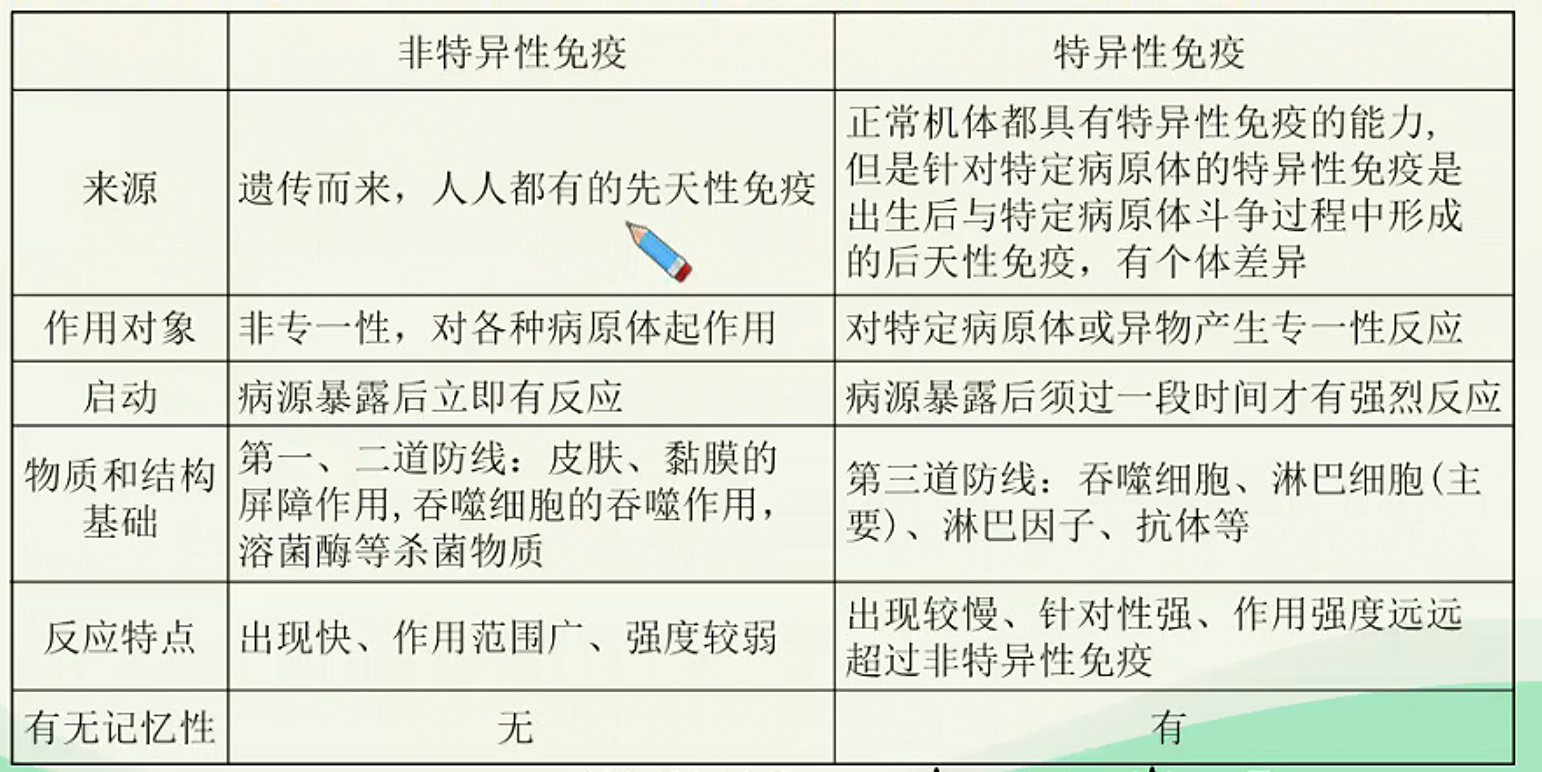 非特异性免疫
特异性免疫
来源
遗传而来，人人都有的先天性免疫
正常机体都具有特异性免疫的能力，
但是针对特定病原体的特异性免疫是
出生后与特定病原体斗争过程中形成
的后天性免疫，有个体差异
作用对象
非专一性，对各种病原体起作用
对特定病原体或异物产生专一性反应
启动
病源暴露后立即有反应
病源暴露后须过一段时间才有强烈反应
物质和结构
基础
第一、二道防线：皮肤、黏膜的
屏障作用,吞噬细胞的吞噬作用，
溶菌酶等杀菌物质
第三道防线：吞噬细胞、淋巴细胞(主
要)、淋巴因子、抗体等
反应特点
出现快、作用范围广、强度较弱
出现较慢、针对性强、作用强度远远
超过非特异性免疫
有无记忆性
无
有